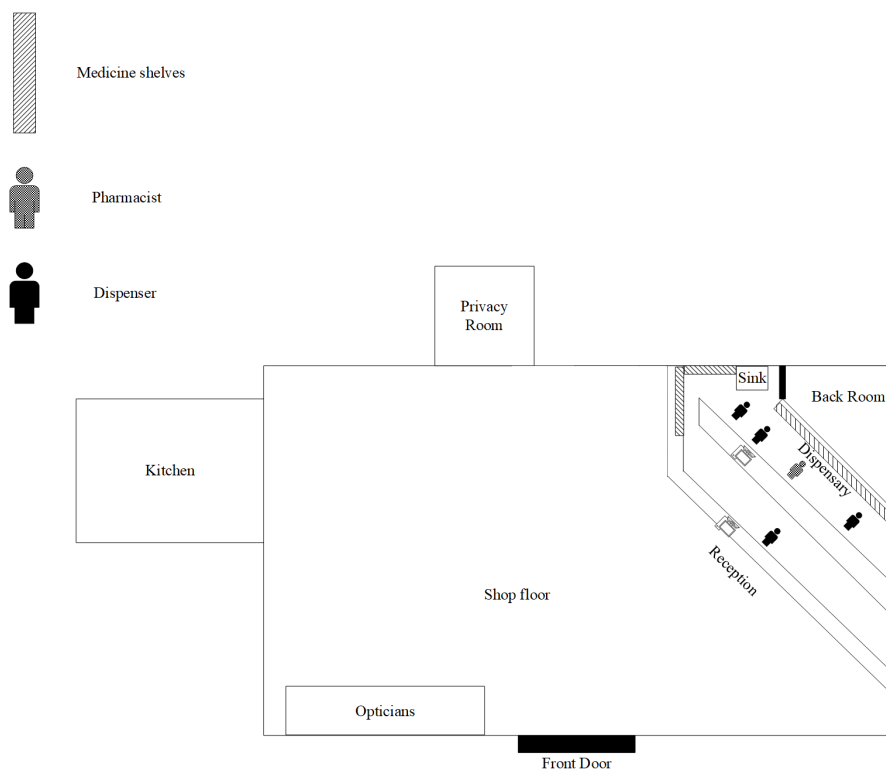 Medicine shelves
Pharmacist
Dispenser
Privacy
Room
Sink
Back Room
Kitchen
Dispensary
Reception
Shop floor
Opticians
Front Door